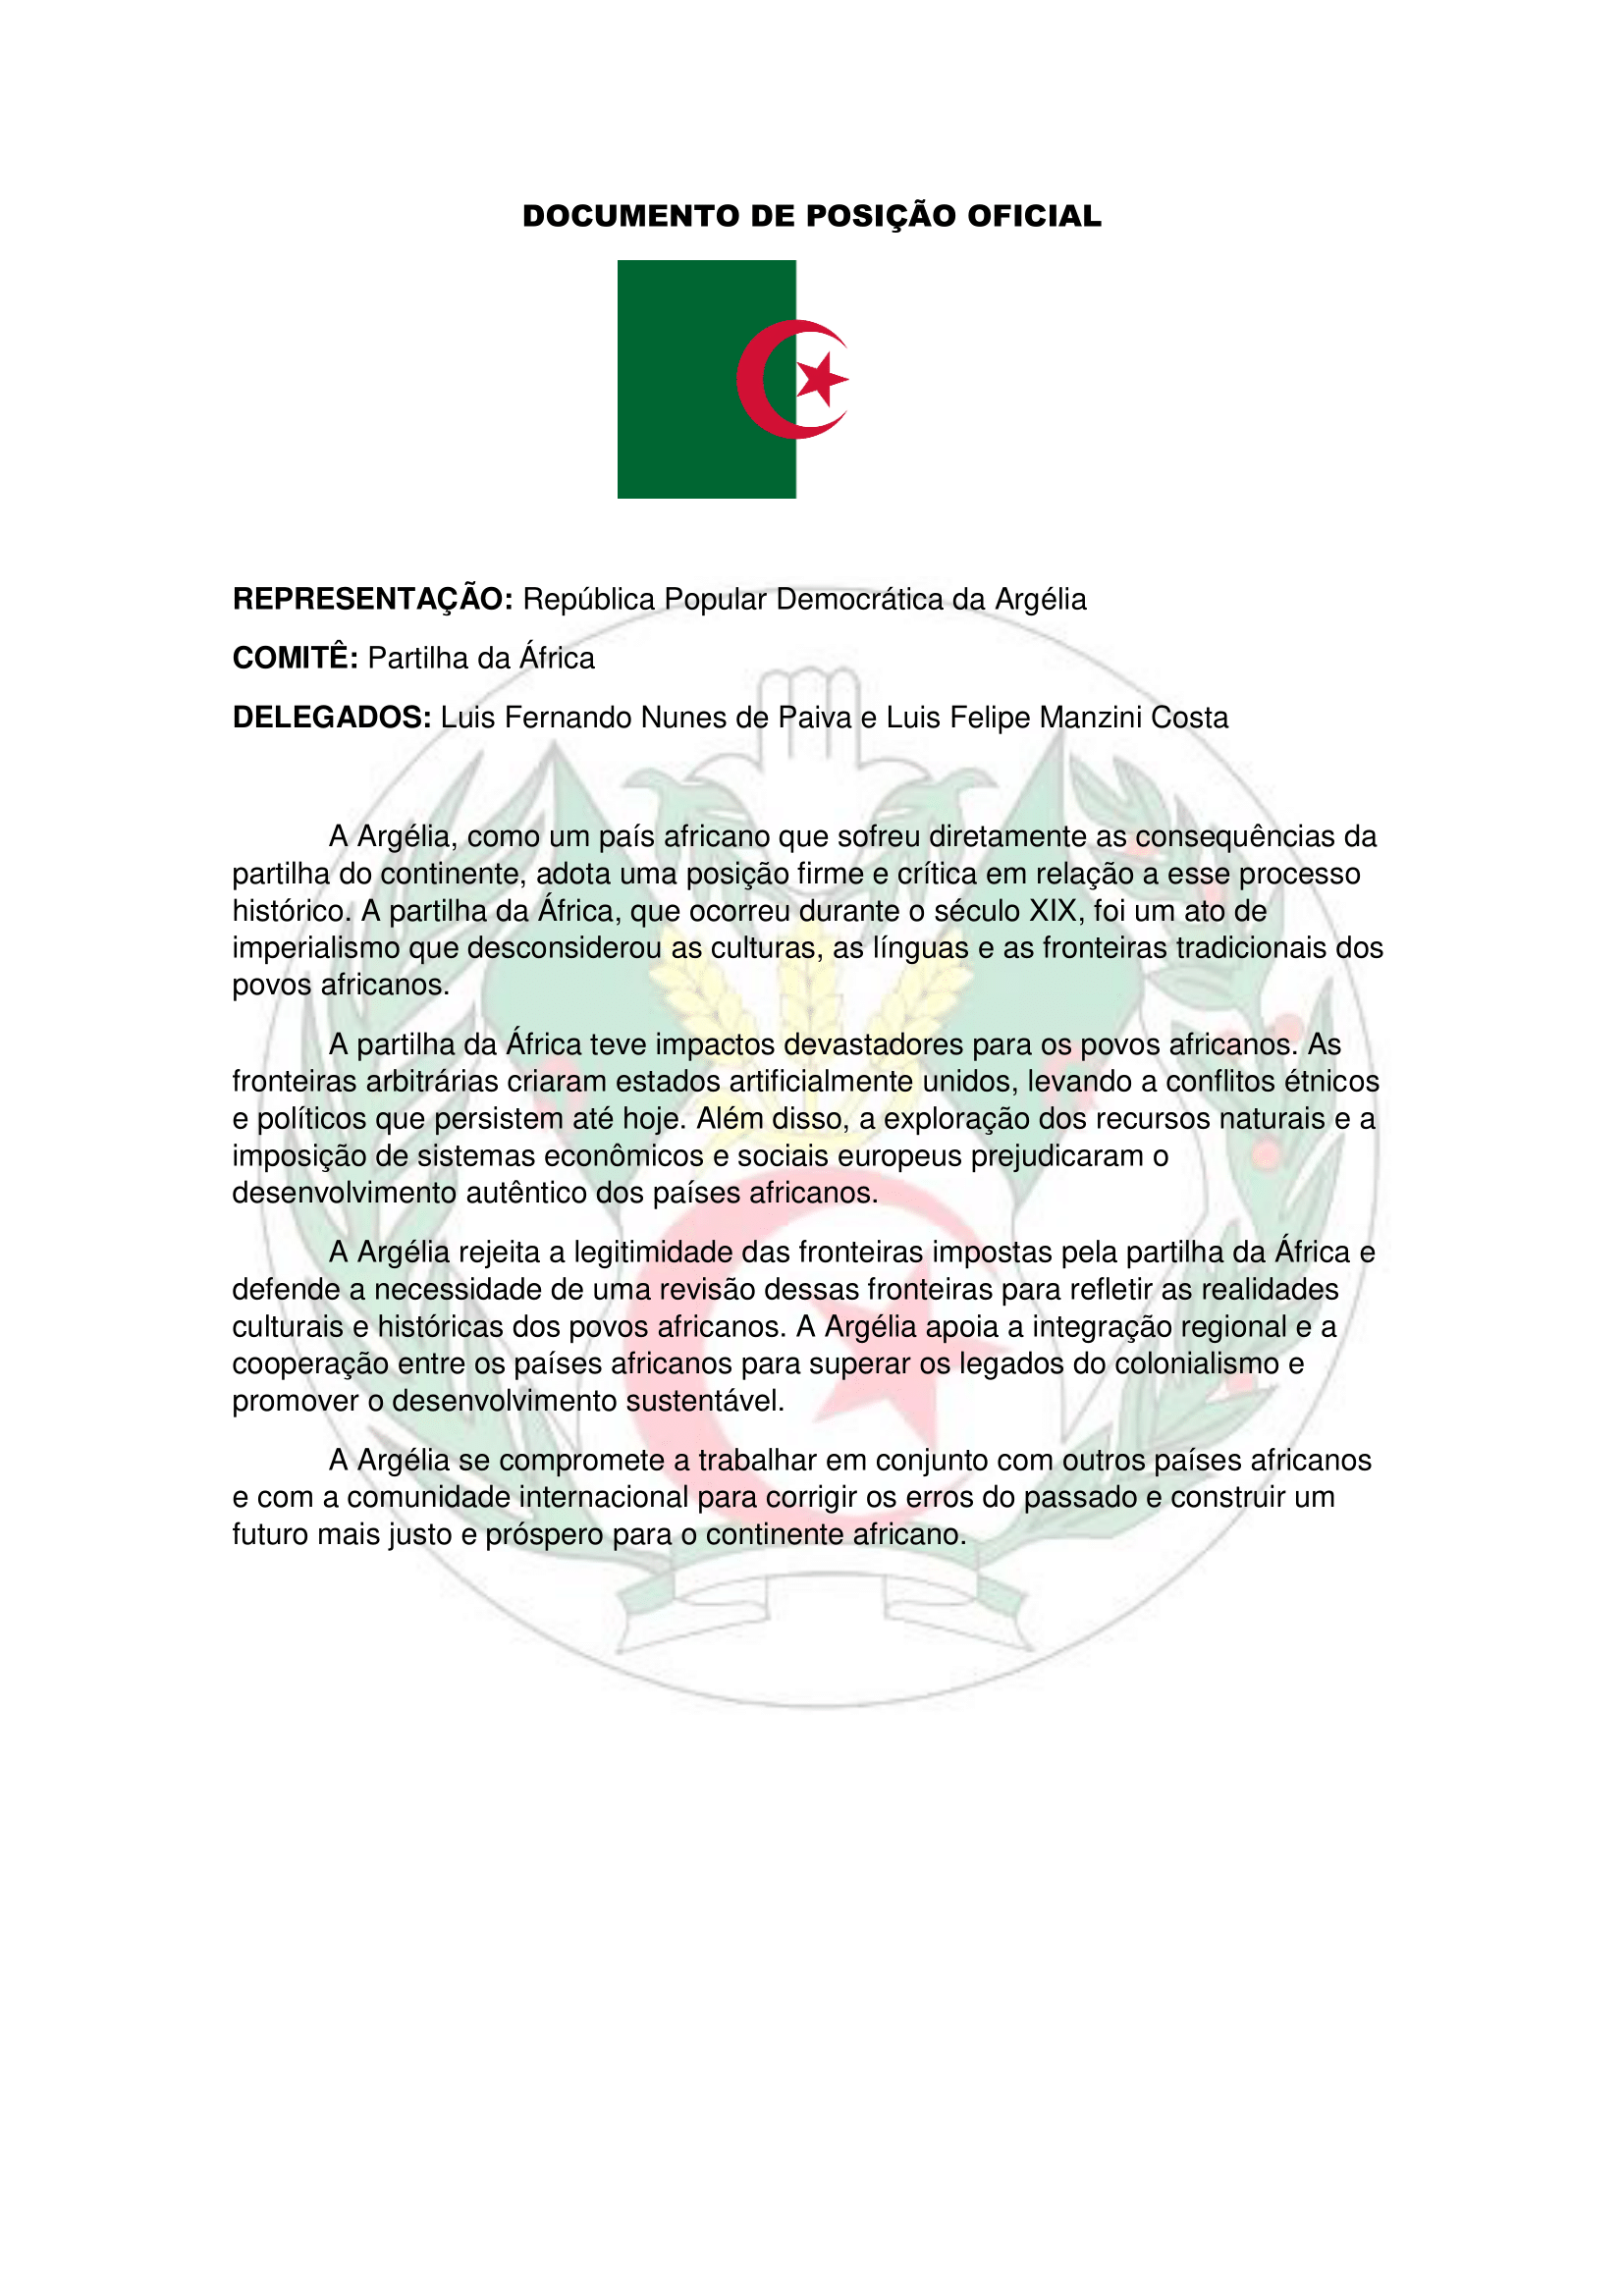 DOCUMENTO DE POSIÇÃO OFICIAL
REPRESENTAÇÃO: República Popular Democrática da Argélia
COMITÊ: Partilha da África
DELEGADOS: Luis Fernando Nunes de Paiva e Luis Felipe Manzini Costa
A Argélia, como um país africano que sofreu diretamente as consequências da
partilha do continente, adota uma posição firme e crítica em relação a esse processo
histórico. A partilha da África, que ocorreu durante o século XIX, foi um ato de
imperialismo que desconsiderou as culturas, as línguas e as fronteiras tradicionais dos
povos africanos.
A partilha da África teve impactos devastadores para os povos africanos. As
fronteiras arbitrárias criaram estados artificialmente unidos, levando a conflitos étnicos
e políticos que persistem até hoje. Além disso, a exploração dos recursos naturais e a
imposição de sistemas econômicos e sociais europeus prejudicaram o
desenvolvimento autêntico dos países africanos.
A Argélia rejeita a legitimidade das fronteiras impostas pela partilha da África e
defende a necessidade de uma revisão dessas fronteiras para refletir as realidades
culturais e históricas dos povos africanos. A Argélia apoia a integração regional e a
cooperação entre os países africanos para superar os legados do colonialismo e
promover o desenvolvimento sustentável.
A Argélia se compromete a trabalhar em conjunto com outros países africanos
e com a comunidade internacional para corrigir os erros do passado e construir um
futuro mais justo e próspero para o continente africano.